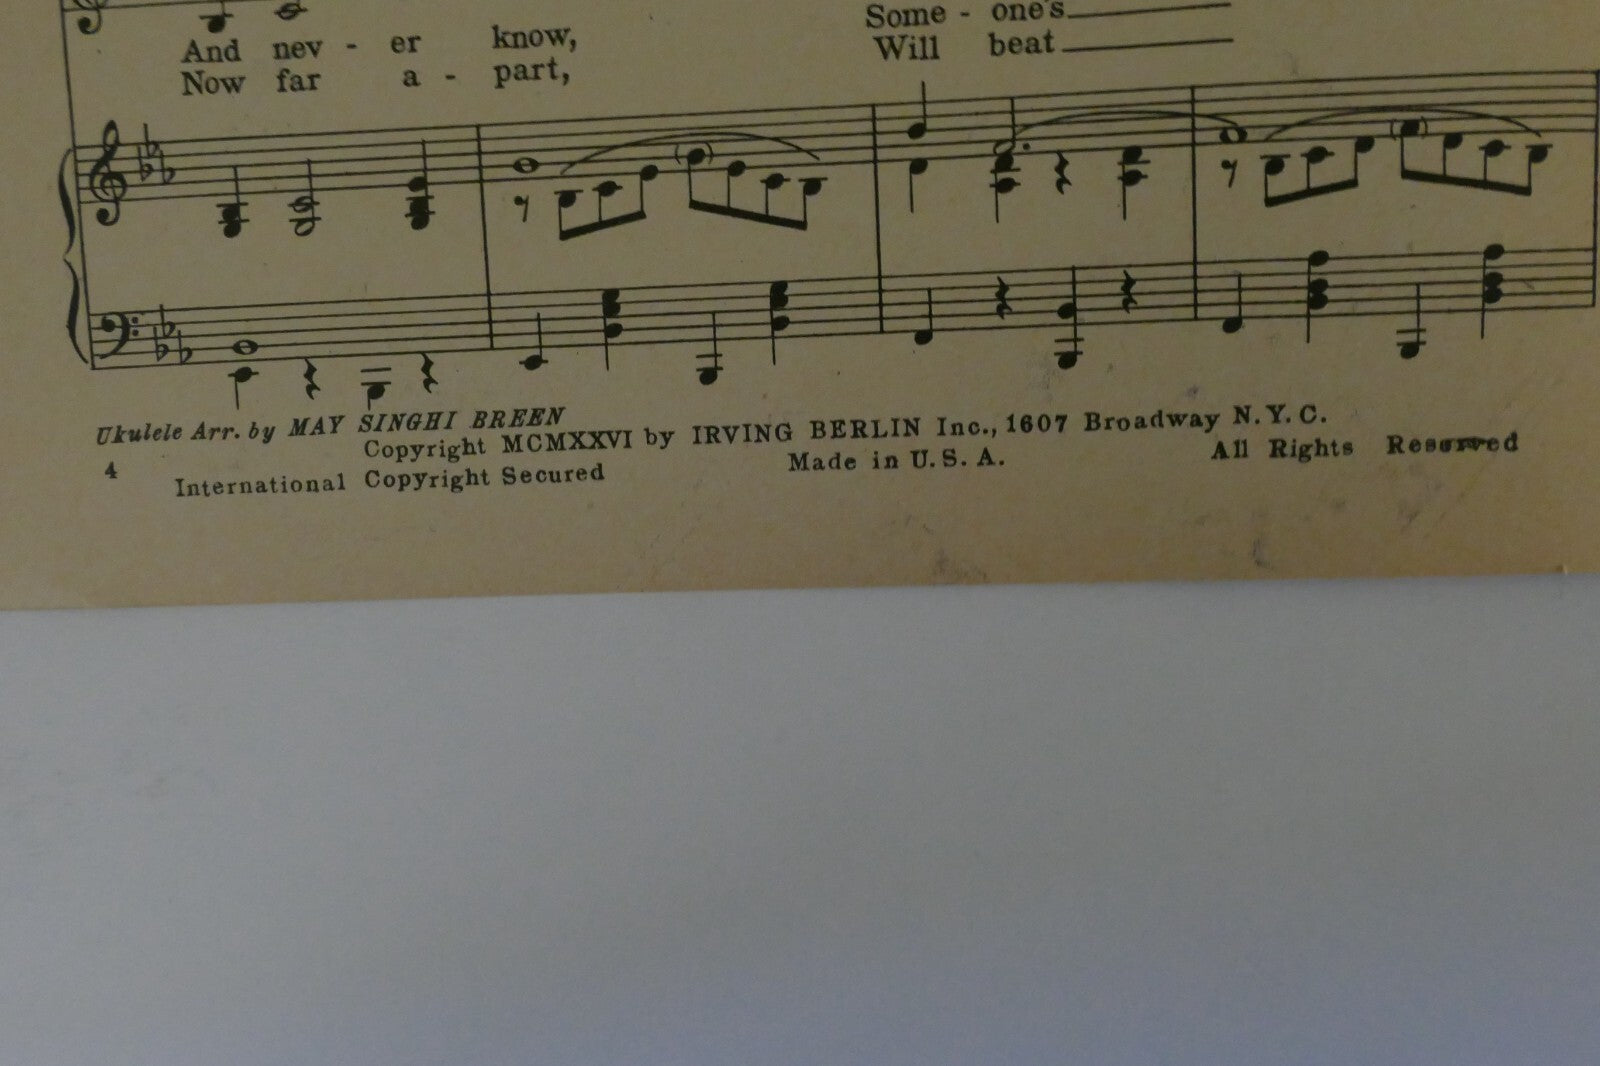 And nev - er know, Some - one's
Now far a - part, Will beat
Ukulele Arr. by MAY SINGHI BREEN
Copyright MCMXXVI by IRVING BERLIN Inc., 1607 Broadway N. Y. C.
4 International Copyright Secured Made in U. S. A. All Rights Reserved